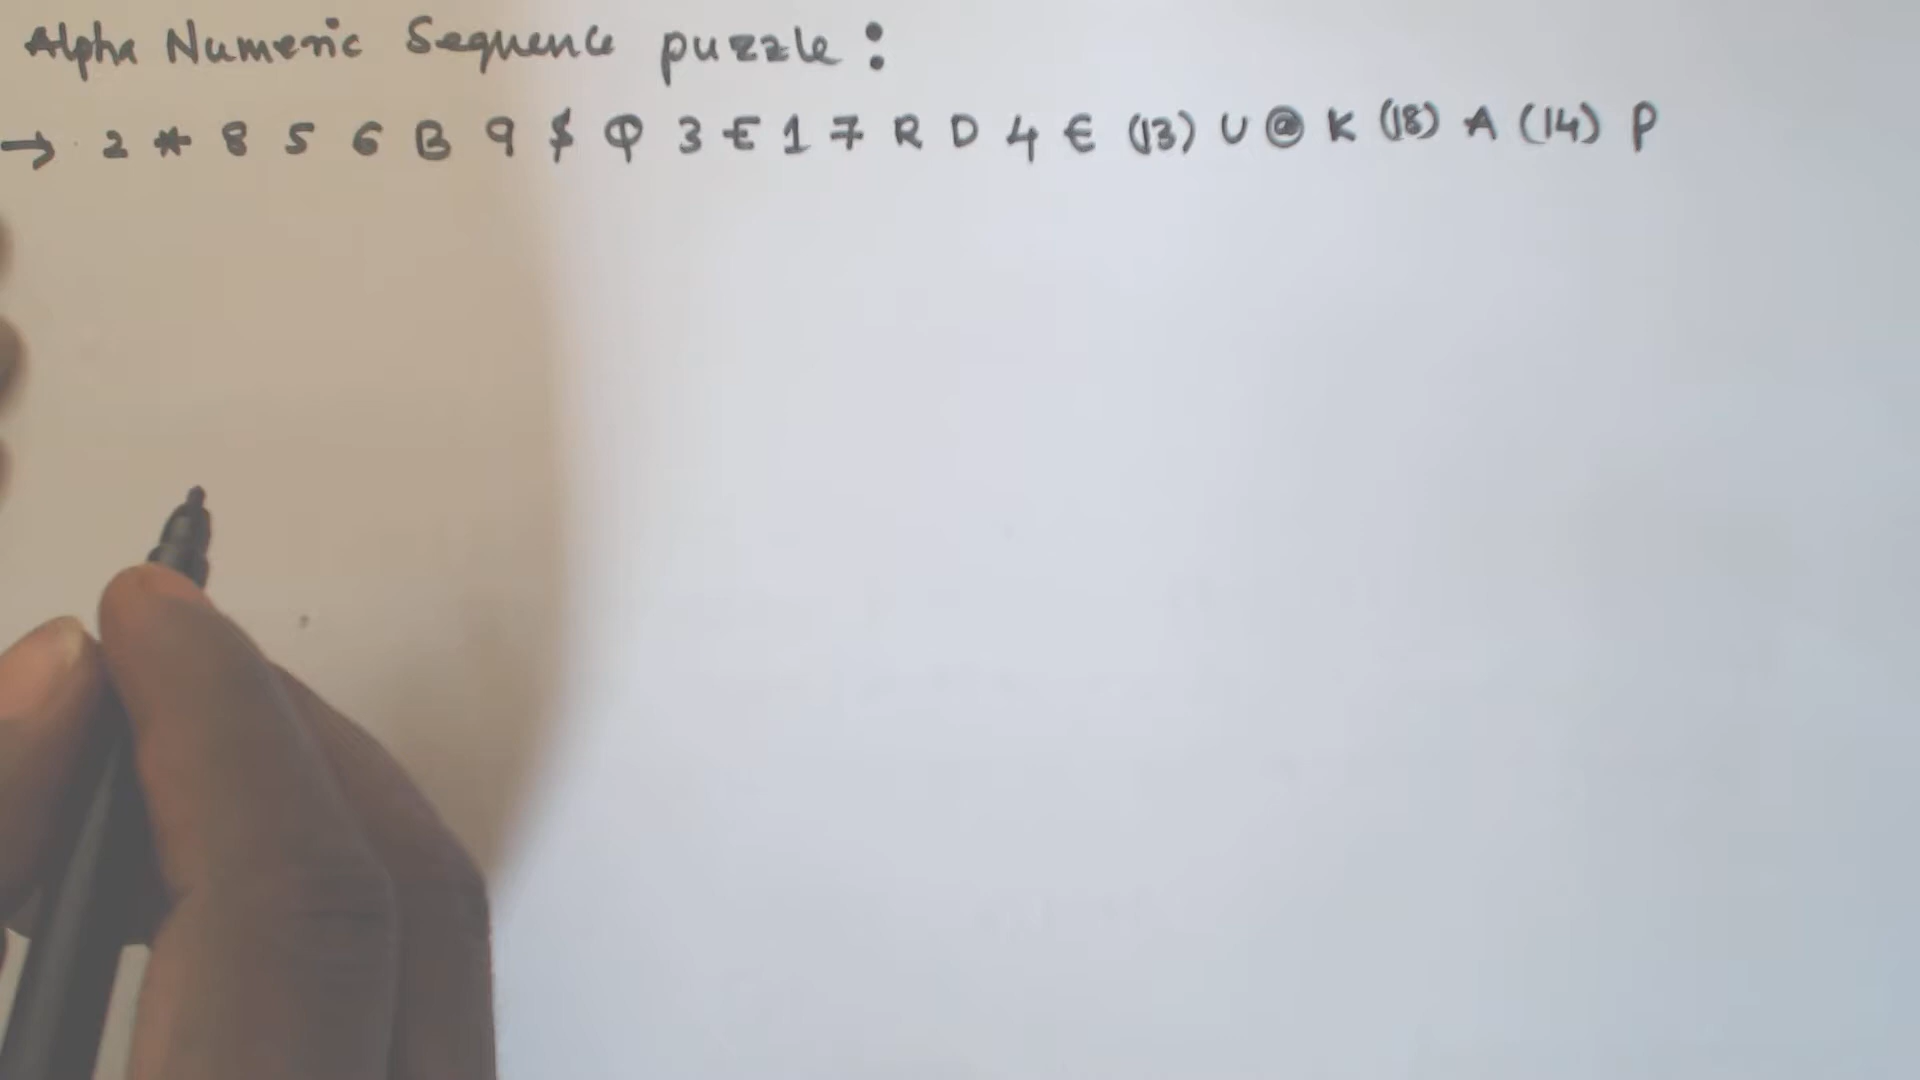 Alpha Numeric Sequence puzzle :
→ 2 * 8 5 6 B 9 $ Φ 3 E 1 7 R D 4 € (13) U @ K (18) A (14) P